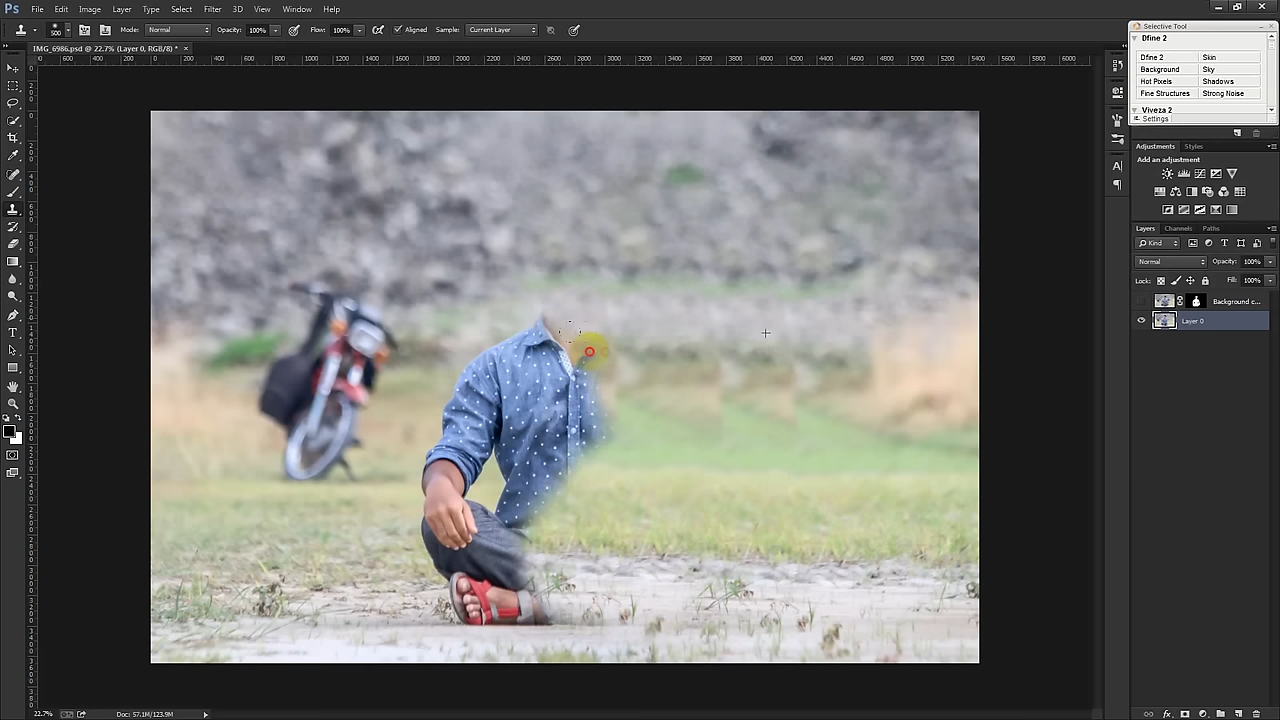 Ps File Edit Image Layer Type Select Filter 3D View Window Help
500 Mode: Normal Opacity: 100% Flow: 100% Aligned Sample: Current Layer
IMG_6986.psd @ 22.7% (Layer 0, RGB/8) * ×
Selective Tool
Dfine 2
Dfine 2 Skin
Background Sky
Hot Pixels Shadows
Fine Structures Strong Noise
Viveza 2
Settings
Adjustments Styles
Add an adjustment
Layers Channels Paths
Kind
Normal Opacity: 100%
Lock: Fill: 100%
Background c...
Layer 0
22.7% Doc: 57.1M/123.9M